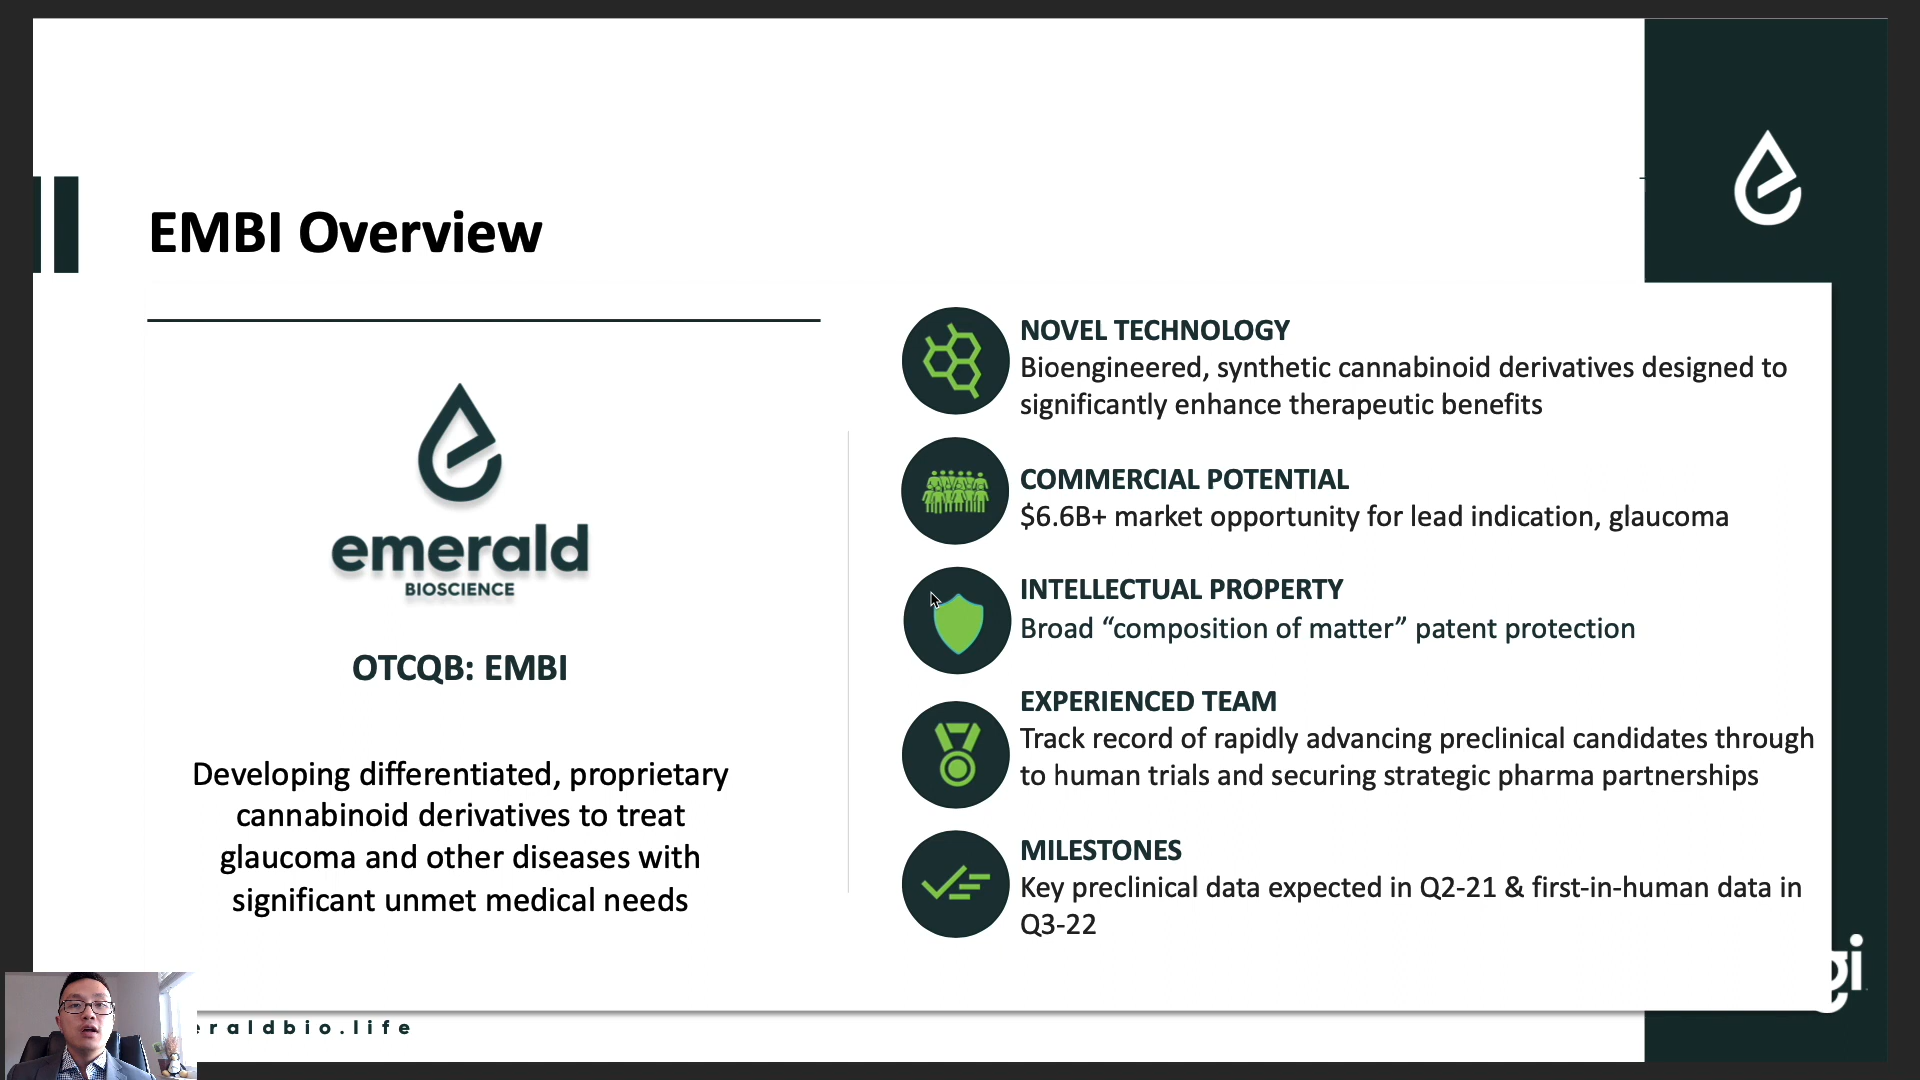 EMBI Overview
emerald
BIOSCIENCE
OTCQB: EMBI
Developing differentiated, proprietary
cannabinoid derivatives to treat
glaucoma and other diseases with
significant unmet medical needs
NOVEL TECHNOLOGY
Bioengineered, synthetic cannabinoid derivatives designed to
significantly enhance therapeutic benefits
COMMERCIAL POTENTIAL
$6.6B+ market opportunity for lead indication, glaucoma
INTELLECTUAL PROPERTY
Broad “composition of matter” patent protection
EXPERIENCED TEAM
Track record of rapidly advancing preclinical candidates through
to human trials and securing strategic pharma partnerships
MILESTONES
Key preclinical data expected in Q2-21 & first-in-human data in
Q3-22
eraldbio.life
gi